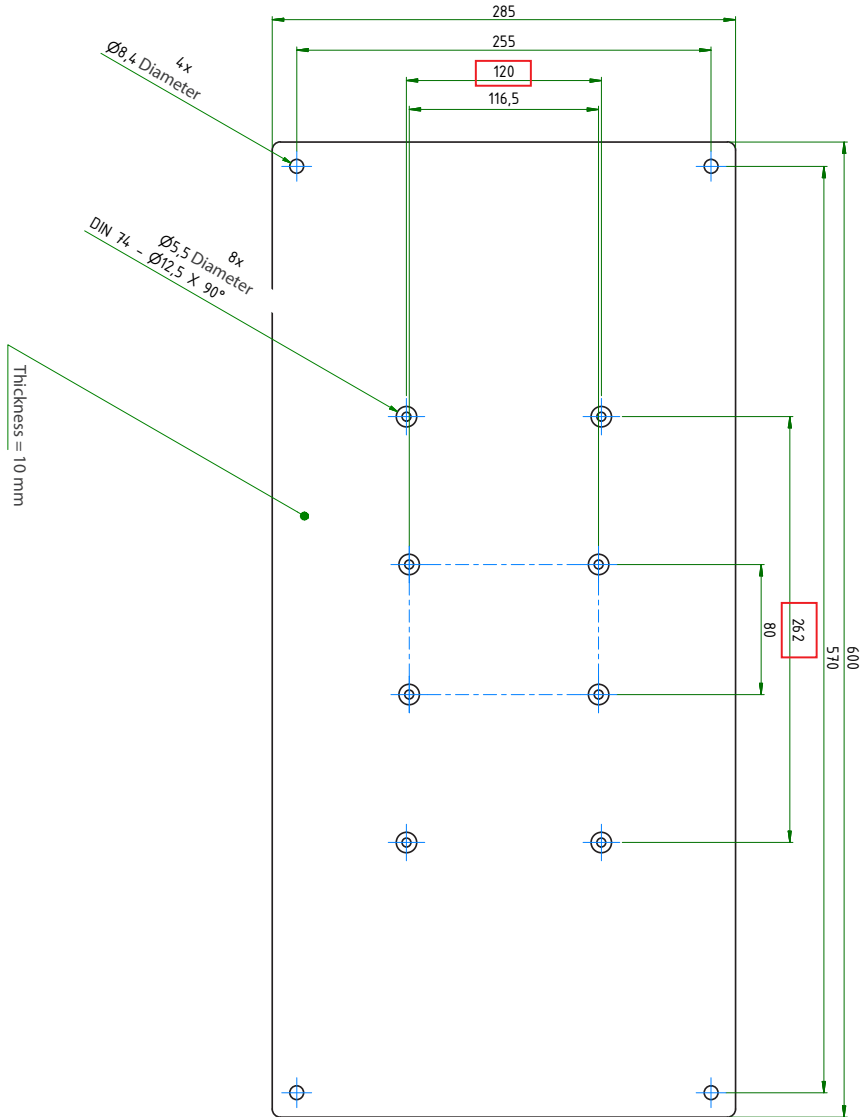 285
255
120
116,5
4x
Ø8,4 Diameter
8x
Ø5,5 Diameter
DIN 74 - Ø12,5 X 90°
Thickness = 10 mm
80
262
570
600